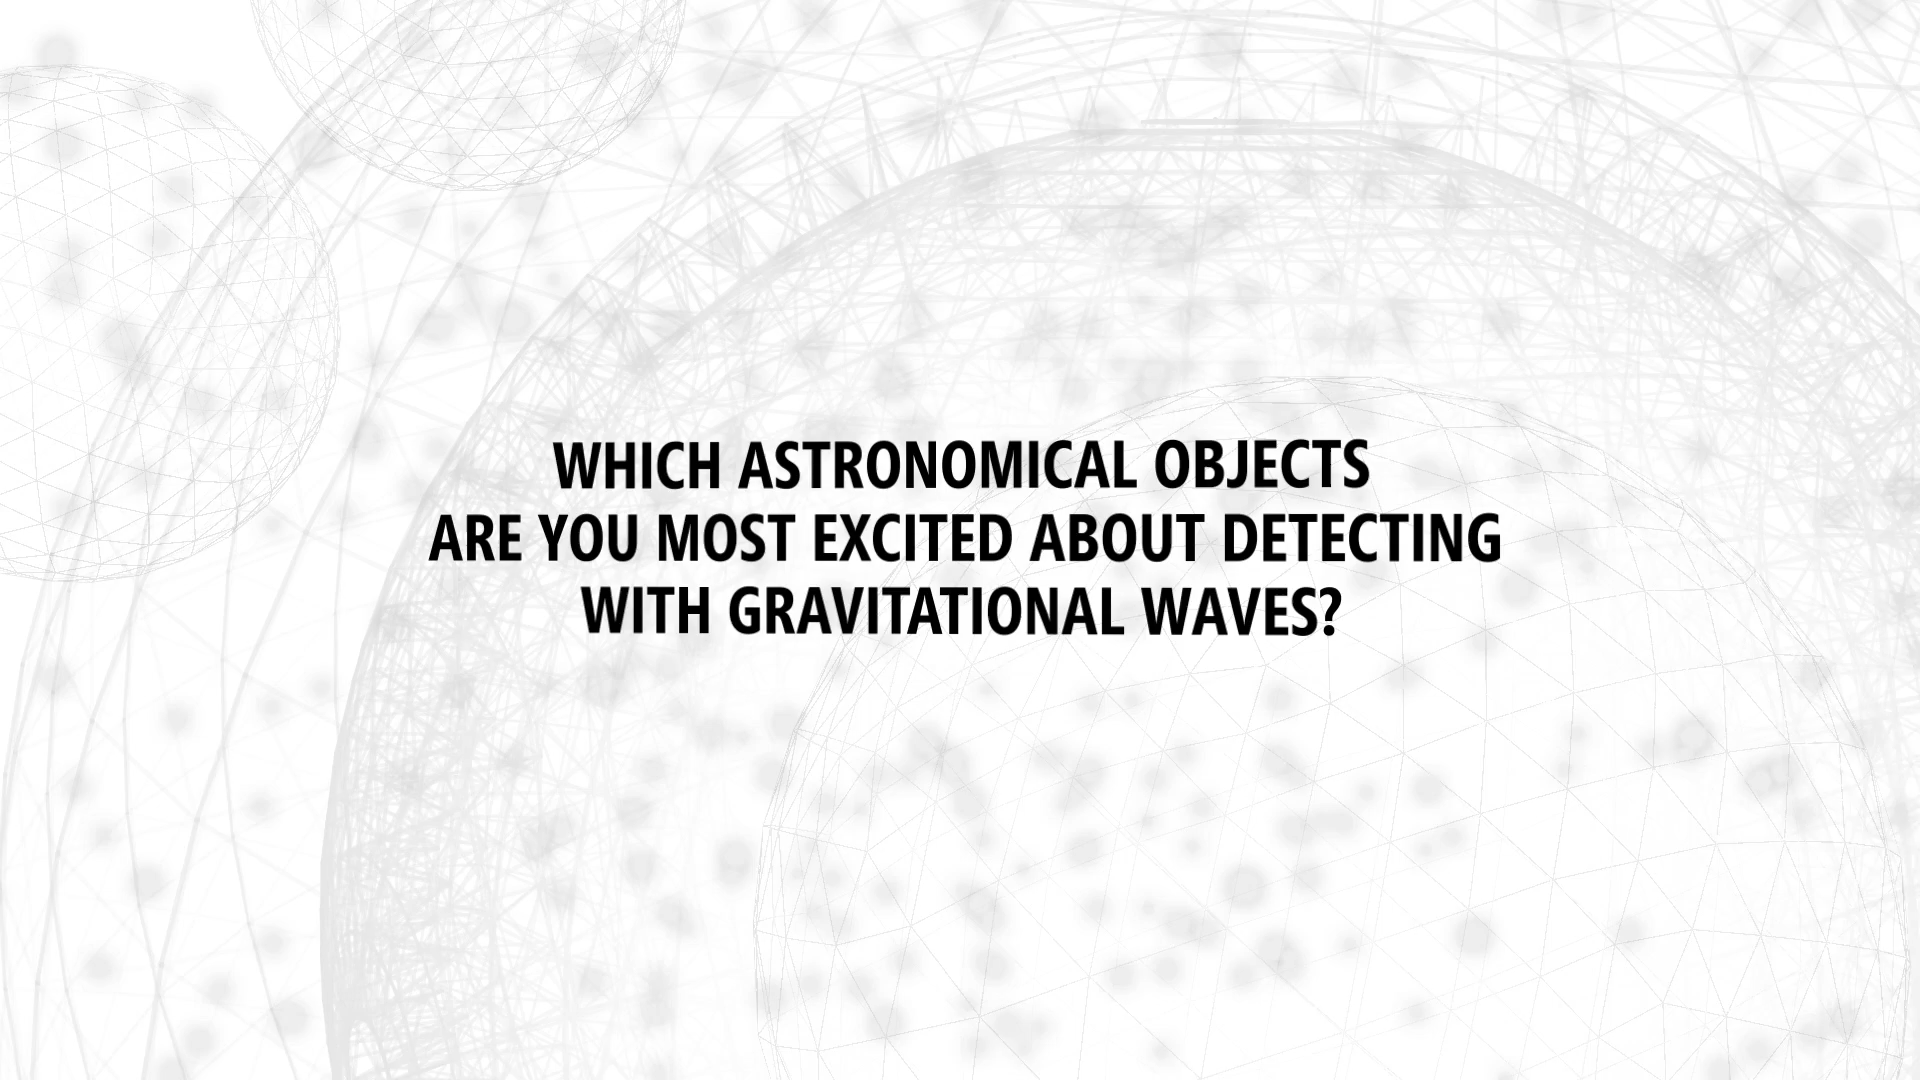 WHICH ASTRONOMICAL OBJECTS
ARE YOU MOST EXCITED ABOUT DETECTING
WITH GRAVITATIONAL WAVES?